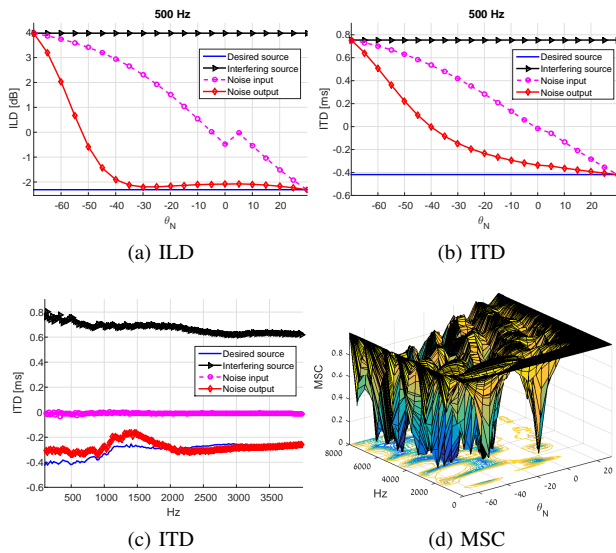 500 Hz
4
3
2
1
0
-1
-2
ILD [dB]
Desired source
Interfering source
Noise input
Noise output
-60 -50 -40 -30 -20 -10 0 10 20
θN
(a) ILD
500 Hz
0.8
0.6
0.4
0.2
0
-0.2
-0.4
-0.6
ITD [ms]
Desired source
Interfering source
Noise input
Noise output
-60 -50 -40 -30 -20 -10 0 10 20
θN
(b) ITD
0.8
0.6
0.4
0.2
0
-0.2
-0.4
-0.6
ITD [ms]
Desired source
Interfering source
Noise input
Noise output
500 1000 1500 2000 2500 3000 3500
Hz
(c) ITD
0.8
0.6
0.4
0.2
0
MSC
8000
6000
4000
2000
0
Hz
-60
-40
-20
0
20
θN
(d) MSC